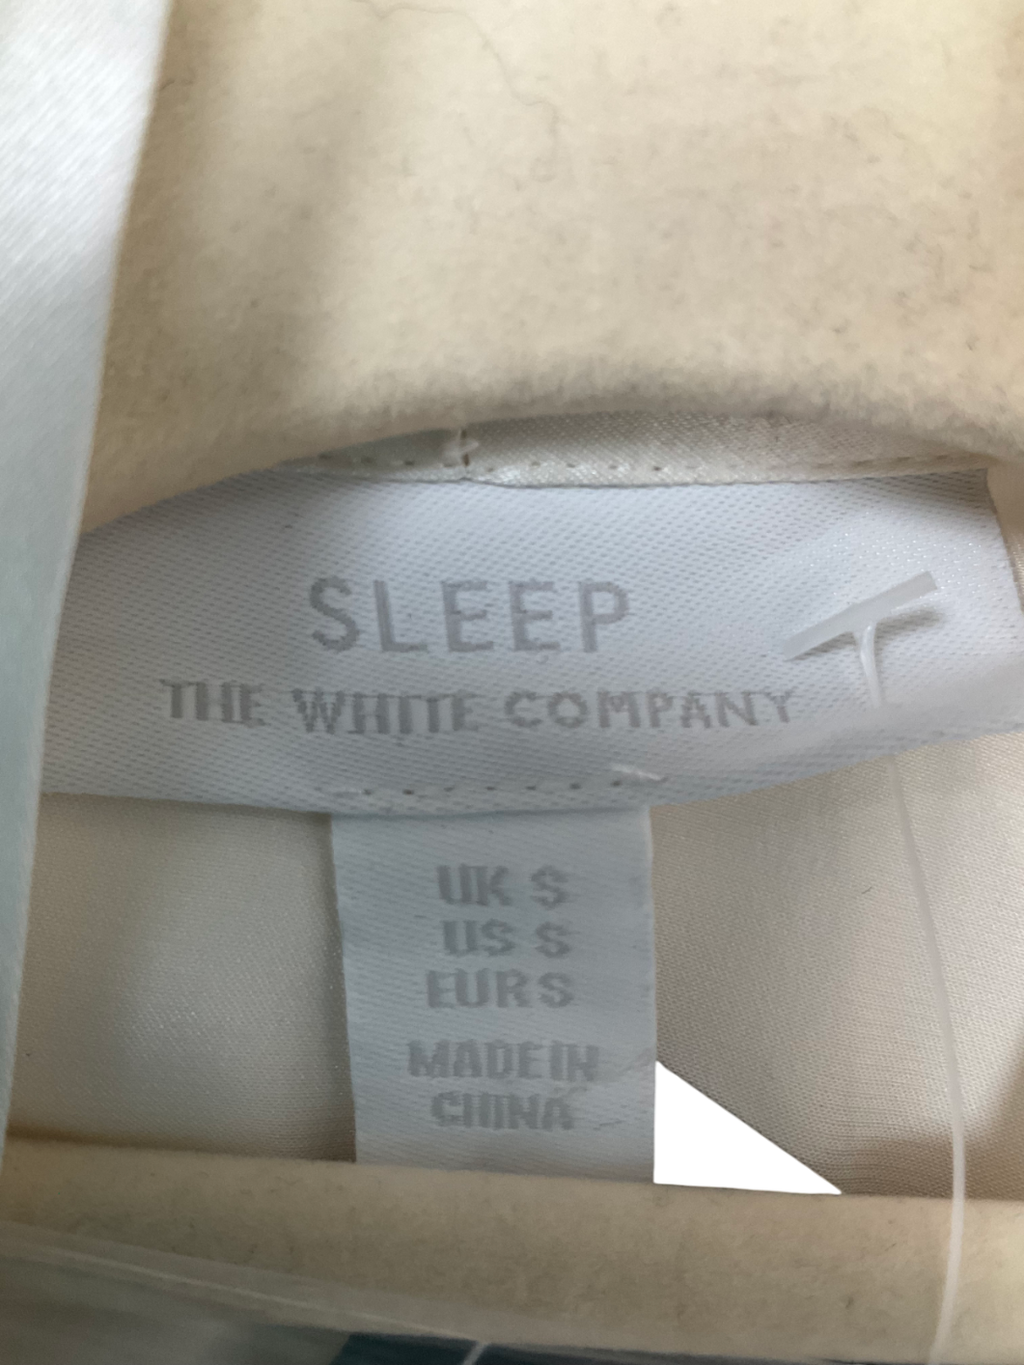 SLEEP
THE WHITE COMPANY
UK S
US S
EUR S
MADE IN
CHINA